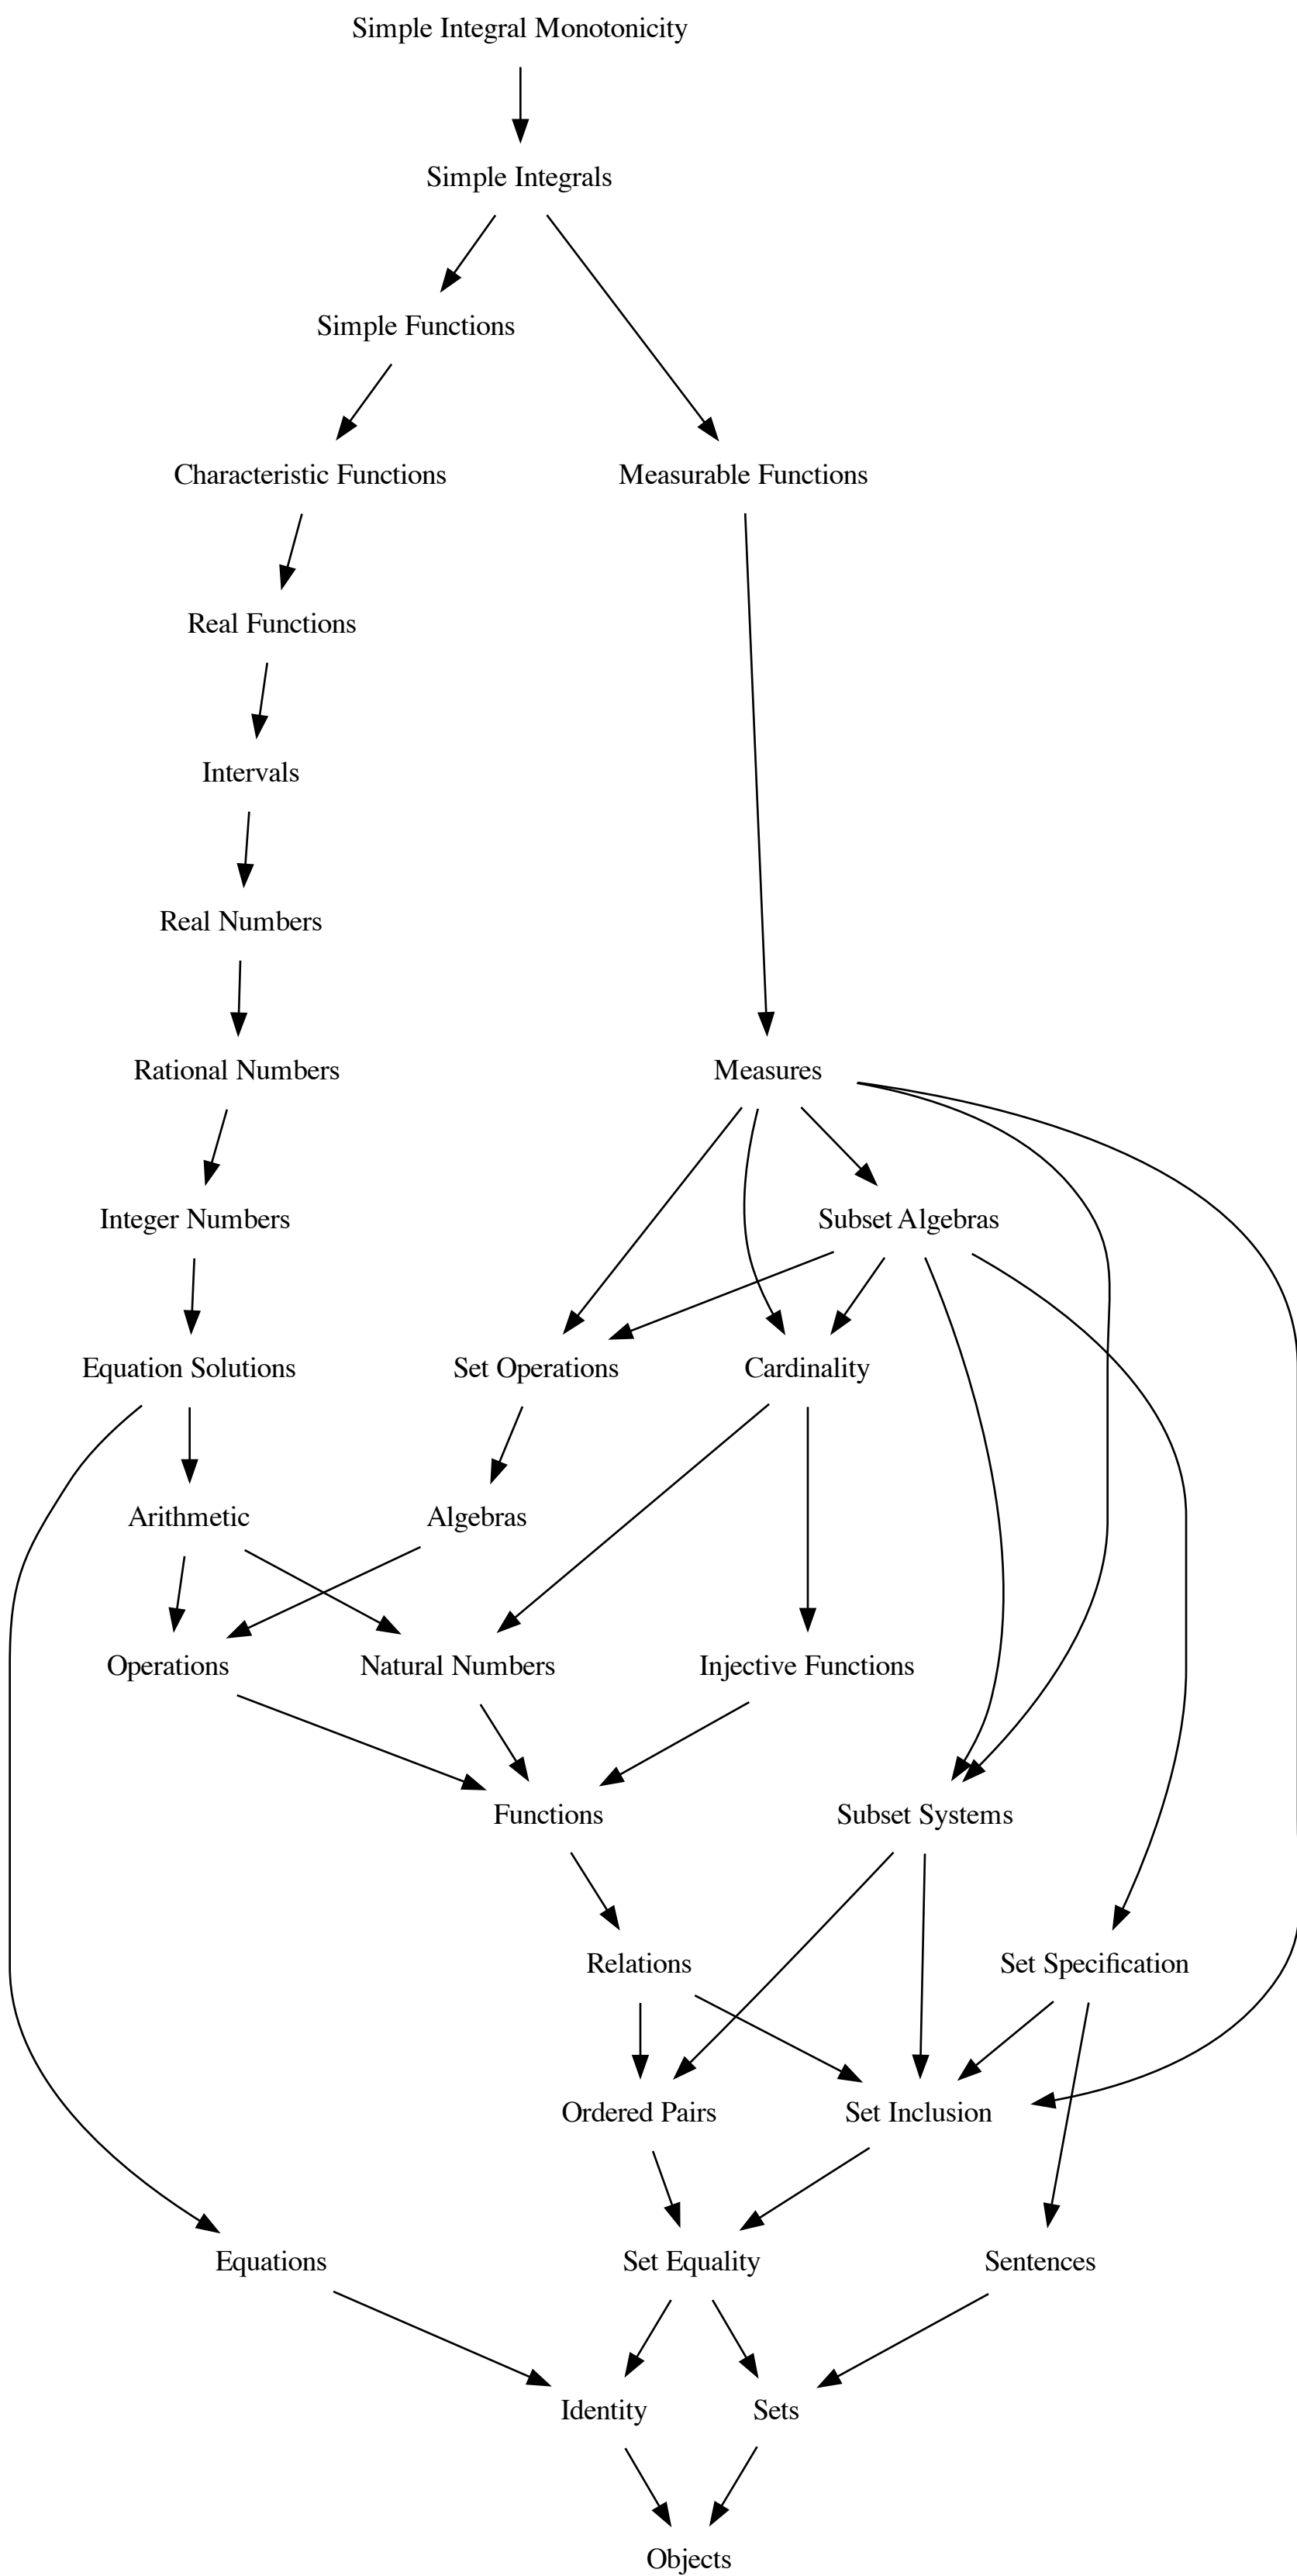 Simple Integral Monotonicity
Simple Integrals
Simple Functions
Characteristic Functions
Measurable Functions
Real Functions
Intervals
Real Numbers
Rational Numbers
Measures
Integer Numbers
Subset Algebras
Equation Solutions
Set Operations
Cardinality
Arithmetic
Algebras
Operations
Natural Numbers
Injective Functions
Functions
Subset Systems
Relations
Set Specification
Ordered Pairs
Set Inclusion
Equations
Set Equality
Sentences
Identity
Sets
Objects